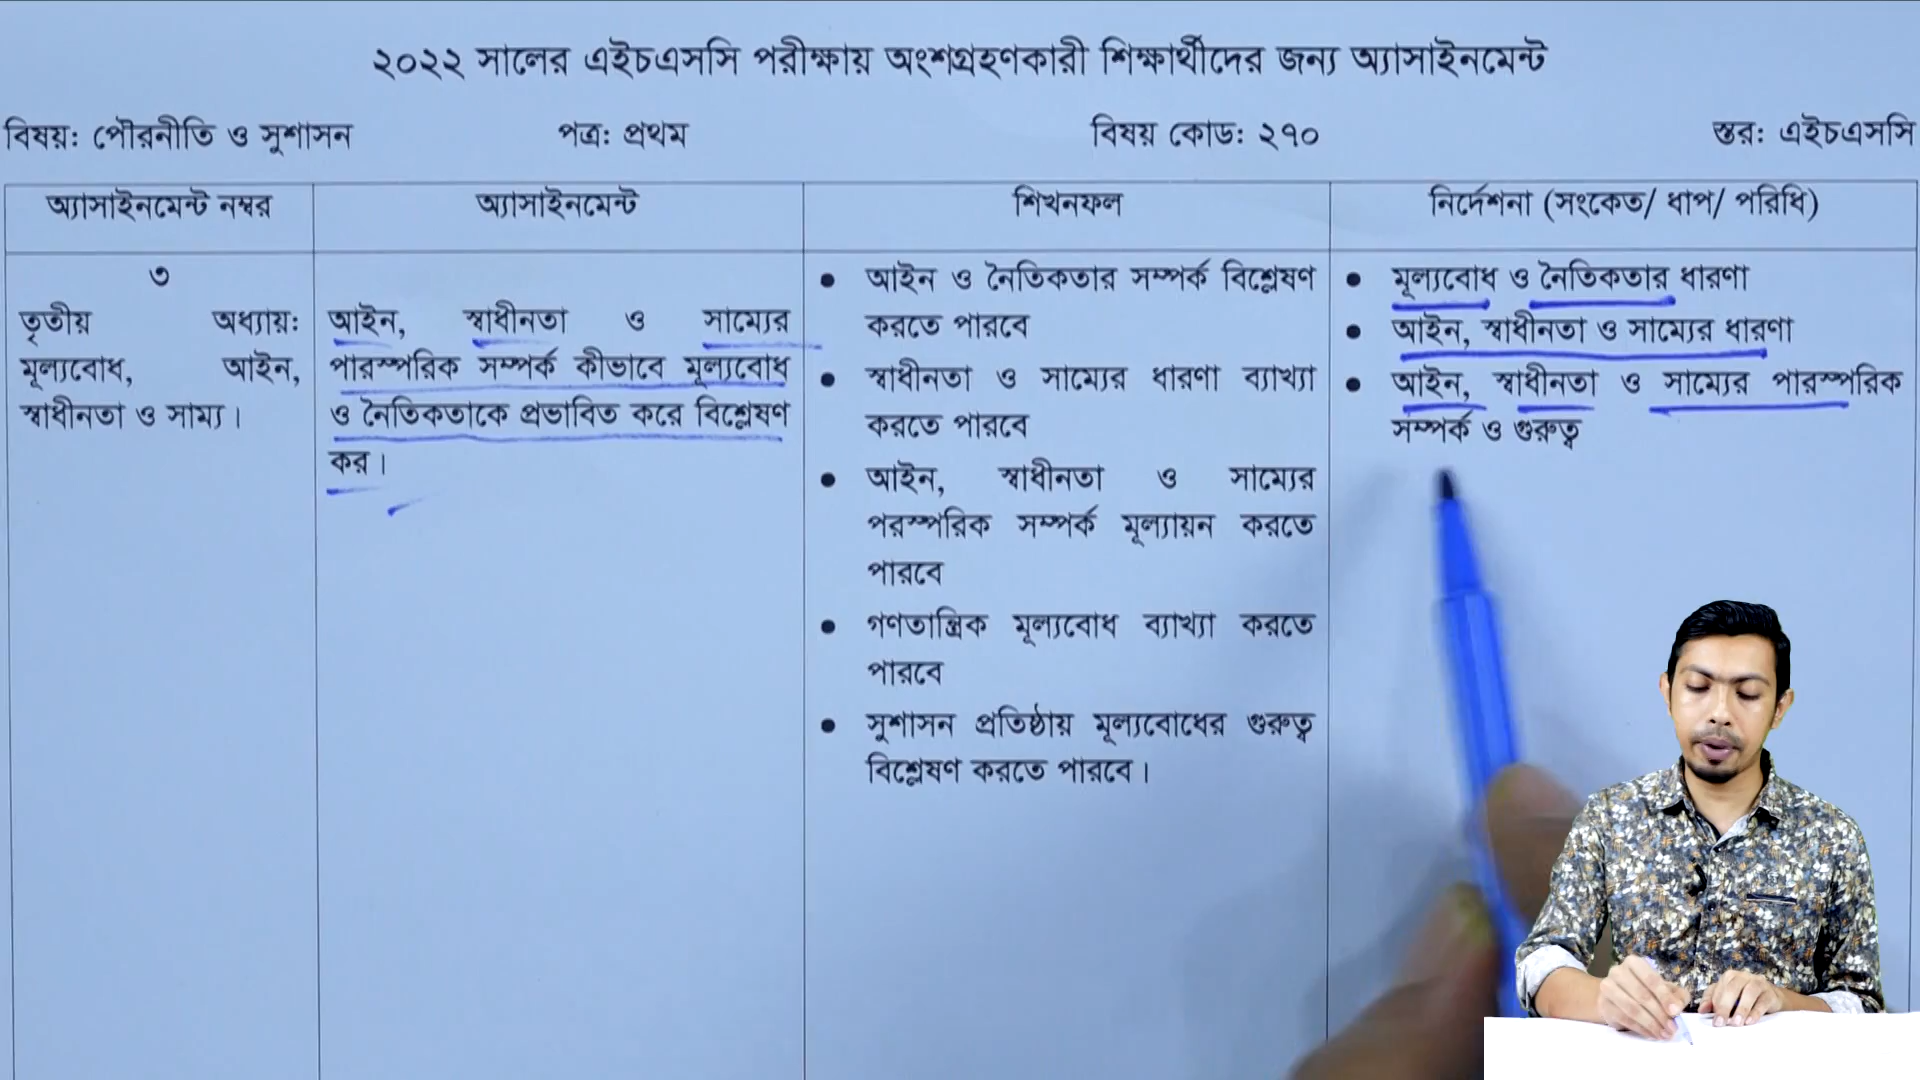 ২০২২ সালের এইচএসসি পরীক্ষায় অংশগ্রহণকারী শিক্ষার্থীদের জন্য অ্যাসাইনমেন্ট
বিষয়: পৌরনীতি ও সুশাসন পত্র: প্রথম বিষয় কোড: ২৭০ স্তর: এইচএসসি
অ্যাসাইনমেন্ট নম্বর
অ্যাসাইনমেন্ট
শিখনফল
নির্দেশনা (সংকেত/ ধাপ/ পরিধি)
৩
তৃতীয় অধ্যায়:
মূল্যবোধ, আইন,
স্বাধীনতা ও সাম্য।
আইন, স্বাধীনতা ও সাম্যের
পারস্পরিক সম্পর্ক কীভাবে মূল্যবোধ
ও নৈতিকতাকে প্রভাবিত করে বিশ্লেষণ
কর।
● আইন ও নৈতিকতার সম্পর্ক বিশ্লেষণ
করতে পারবে
● স্বাধীনতা ও সাম্যের ধারণা ব্যাখ্যা
করতে পারবে
● আইন, স্বাধীনতা ও সাম্যের
পরস্পরিক সম্পর্ক মূল্যায়ন করতে
পারবে
● গণতান্ত্রিক মূল্যবোধ ব্যাখ্যা করতে
পারবে
● সুশাসন প্রতিষ্ঠায় মূল্যবোধের গুরুত্ব
বিশ্লেষণ করতে পারবে।
● মূল্যবোধ ও নৈতিকতার ধারণা
● আইন, স্বাধীনতা ও সাম্যের ধারণা
● আইন, স্বাধীনতা ও সাম্যের পারস্পরিক
সম্পর্ক ও গুরুত্ব